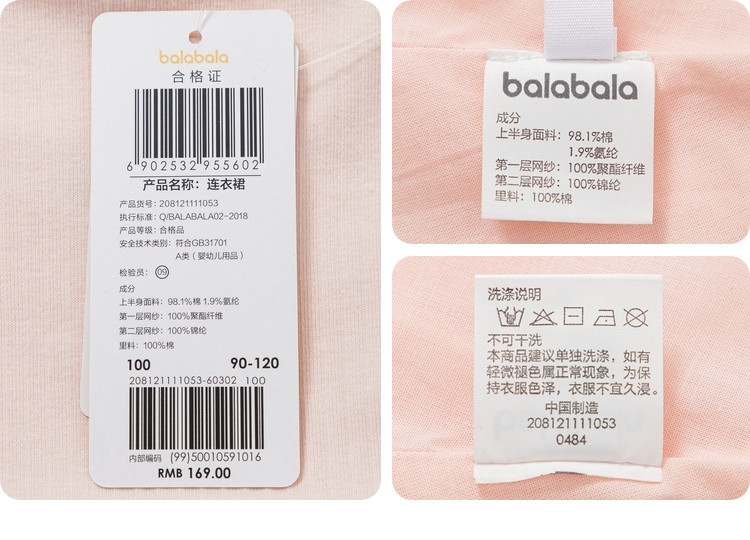 balabala
合格证
6 902532 955602
产品名称：连衣裙
产品货号：208121111053
执行标准：Q/BALABALA02-2018
产品等级：合格品
安全技术类别：符合GB31701
A类（婴幼儿用品）
检验员：09
成分
上半身面料：98.1%棉 1.9%氨纶
第一层网纱：100%聚酯纤维
第二层网纱：100%锦纶
里料：100%棉
100 90-120
208121111053-60302 100
内部编码 (99)50010591016
RMB 169.00
balabala
成分
上半身面料：98.1%棉
1.9%氨纶
第一层网纱：100%聚酯纤维
第二层网纱：100%锦纶
里料：100%棉
洗涤说明
不可干洗
本商品建议单独洗涤，如有
轻微褪色属正常现象，为保
持衣服色泽，衣服不宜久浸。
中国制造
208121111053
0484